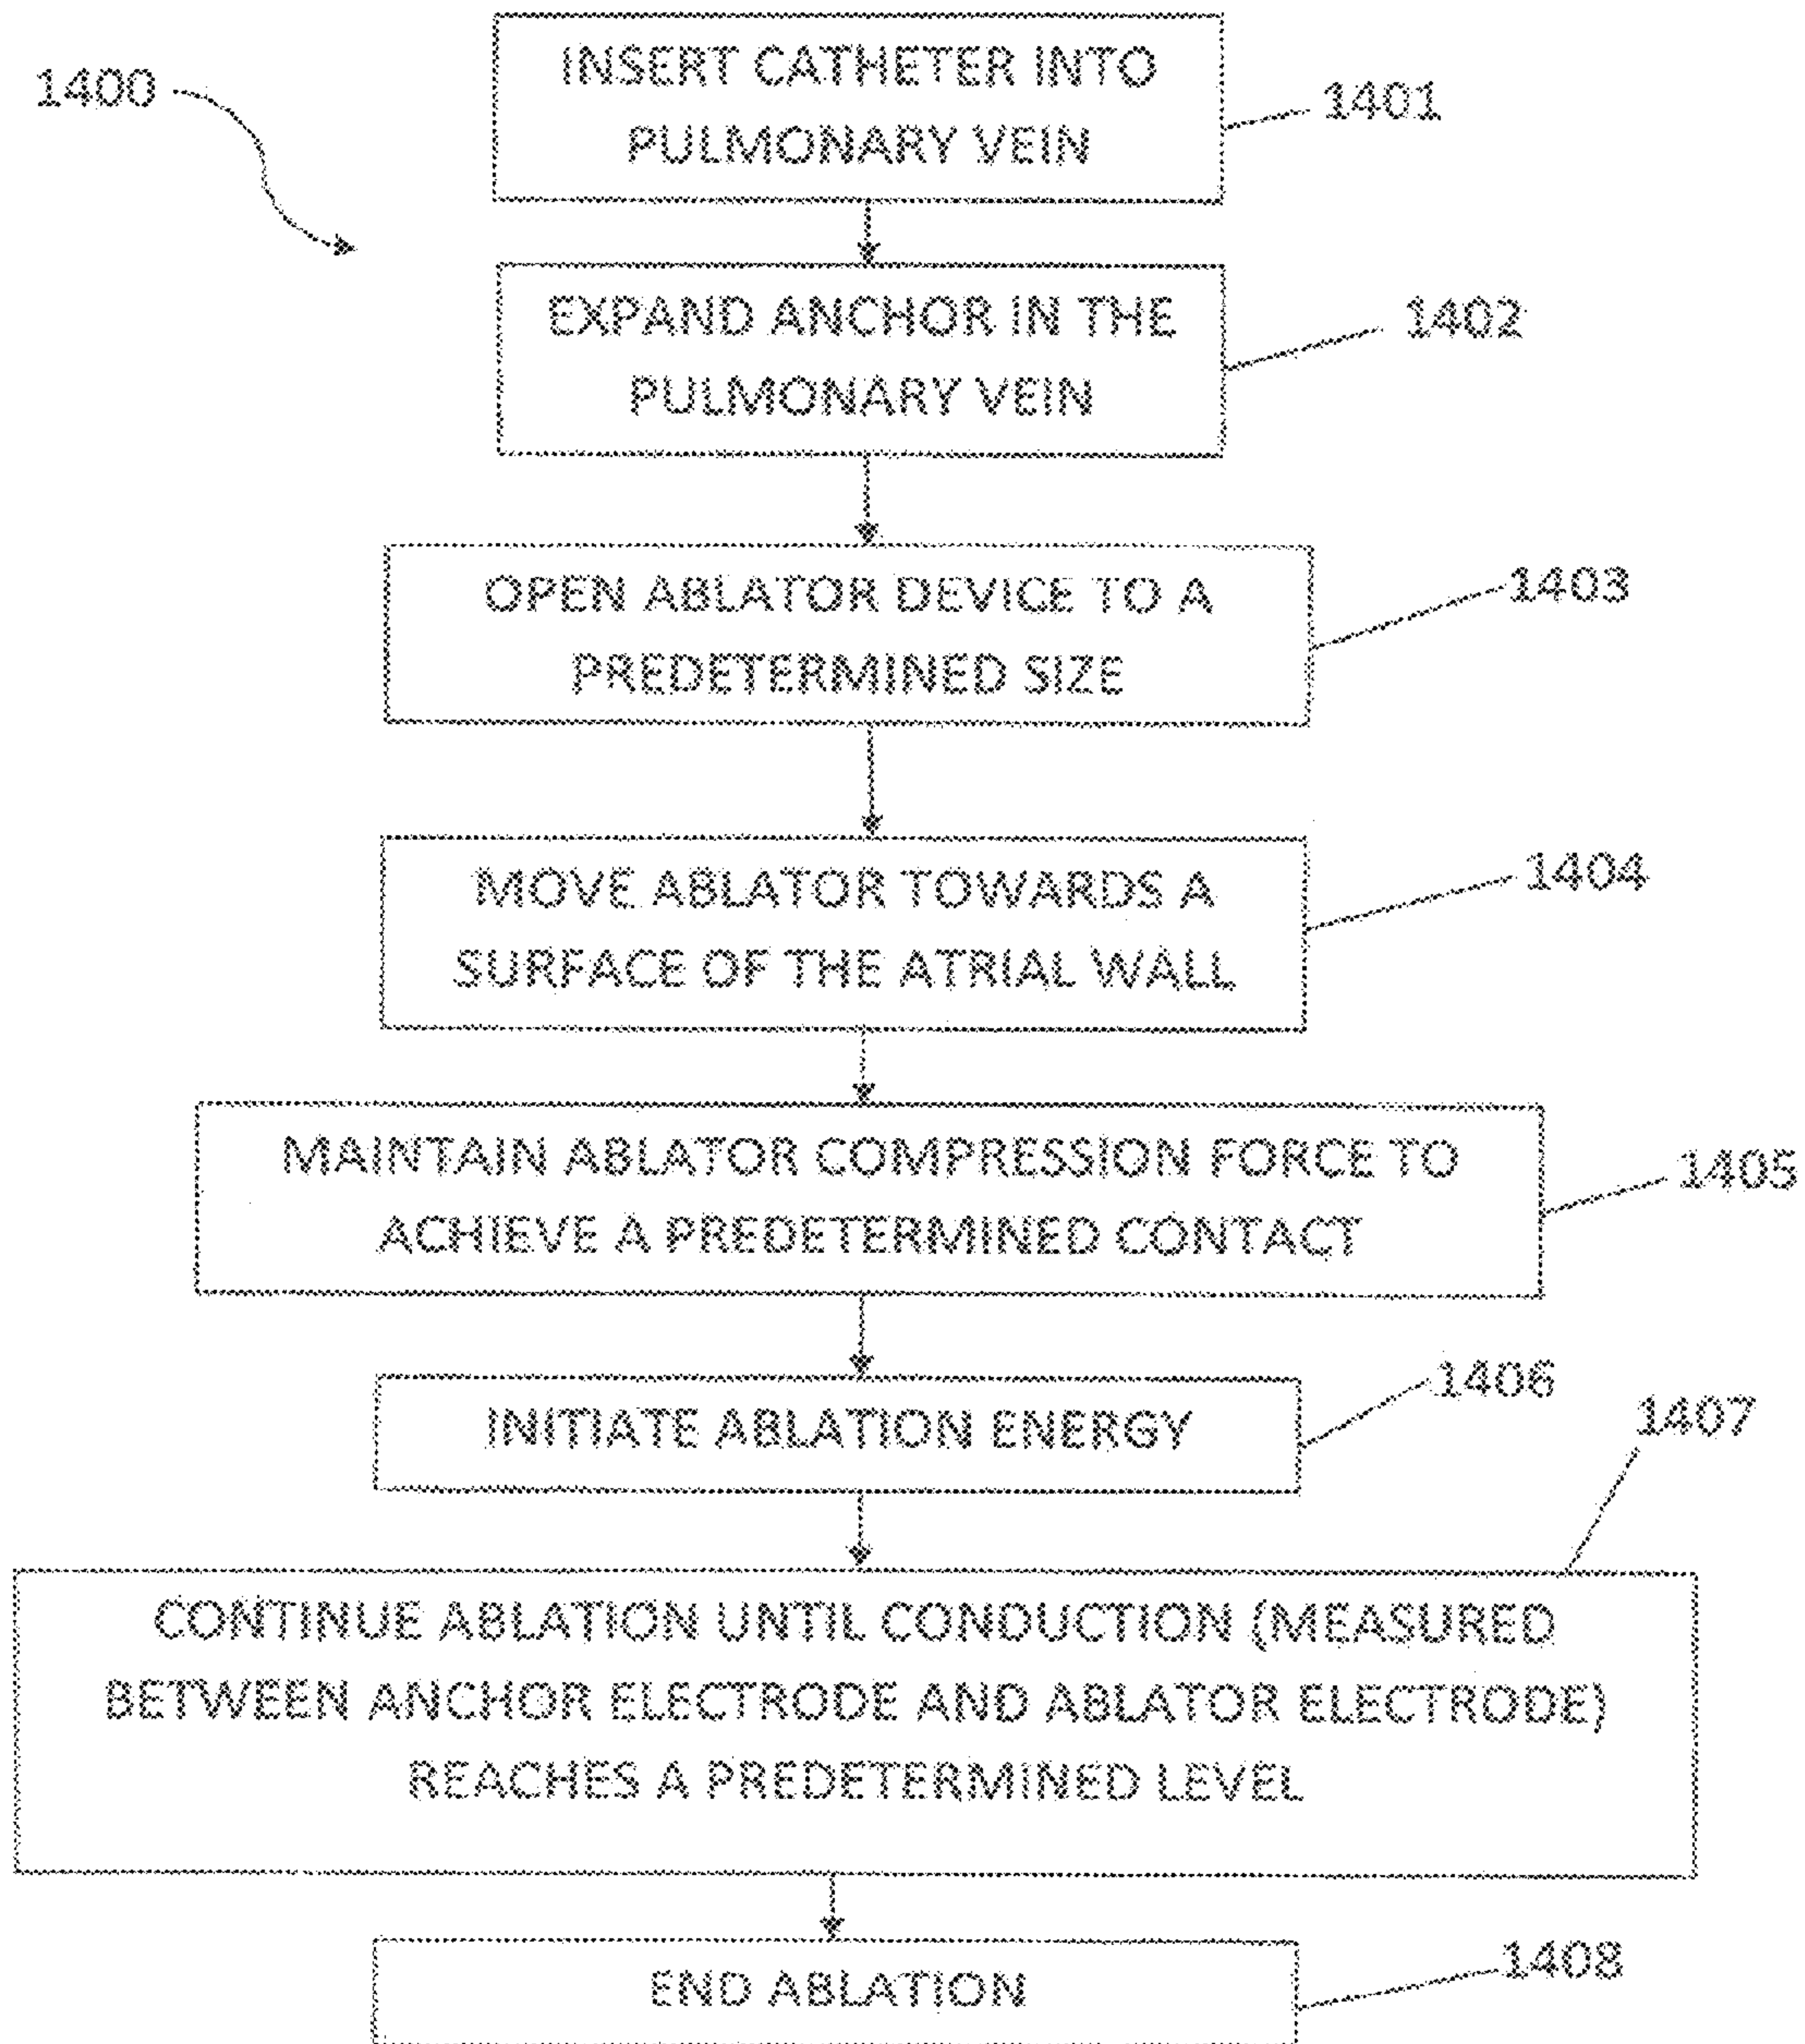 1400
INSERT CATHETER INTO
PULMONARY VEIN
1401
EXPAND ANCHOR IN THE
PULMONARY VEIN
1402
OPEN ABLATOR DEVICE TO A
PREDETERMINED SIZE
1403
MOVE ABLATOR TOWARDS A
SURFACE OF THE ATRIAL WALL
1404
MAINTAIN ABLATOR COMPRESSION FORCE TO
ACHIEVE A PREDETERMINED CONTACT
1405
INITIATE ABLATION ENERGY
1406
1407
CONTINUE ABLATION UNTIL CONDUCTION (MEASURED
BETWEEN ANCHOR ELECTRODE AND ABLATOR ELECTRODE)
REACHES A PREDETERMINED LEVEL
END ABLATION
1408